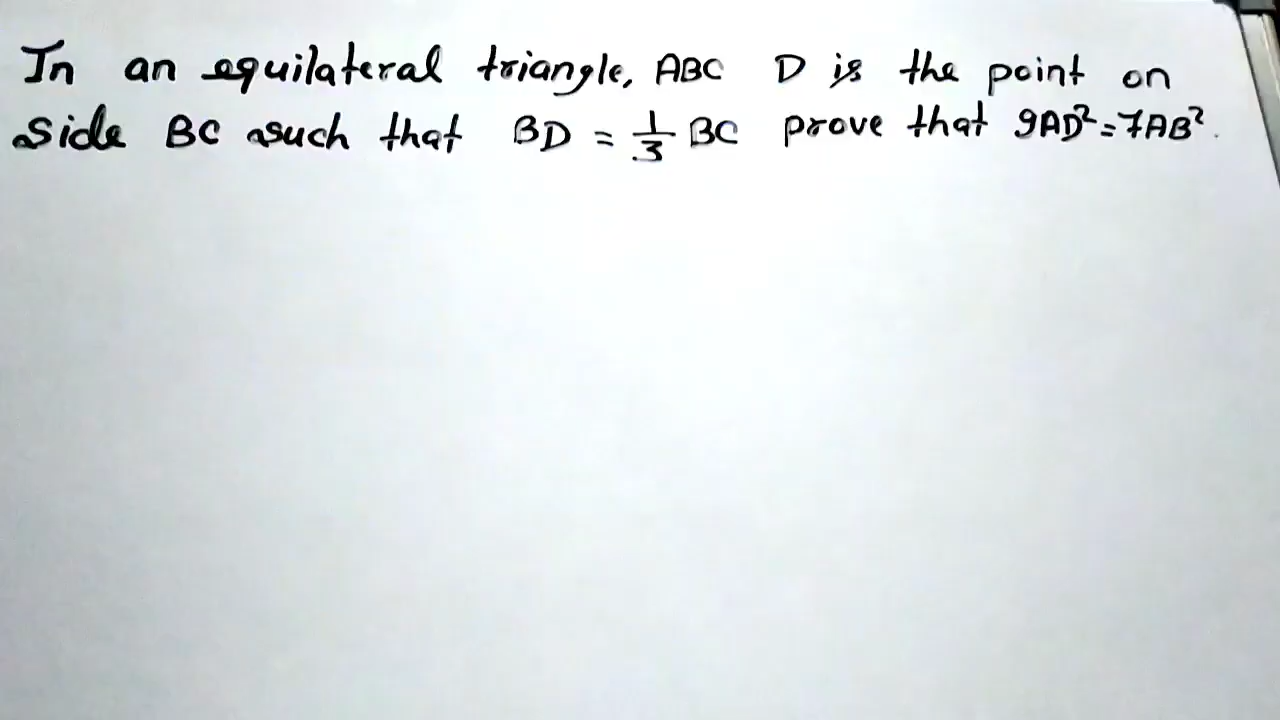 In an equilateral triangle, ABC D is the point on
side BC such that BD = 1/3 BC prove that 9AD² = 7AB².